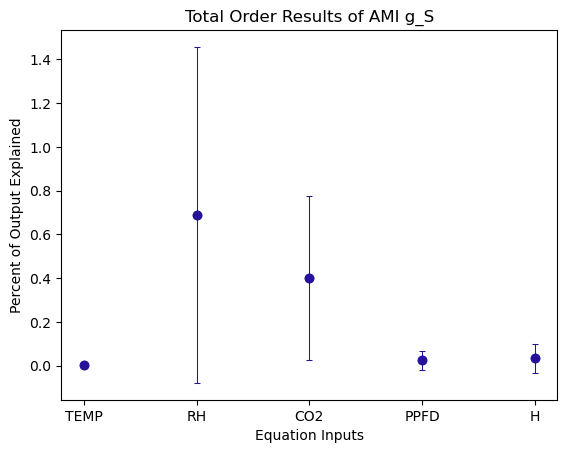 Total Order Results of AMI g_S
Percent of Output Explained
1.4
1.2
1.0
0.8
0.6
0.4
0.2
0.0
TEMP RH CO2 PPFD H
Equation Inputs